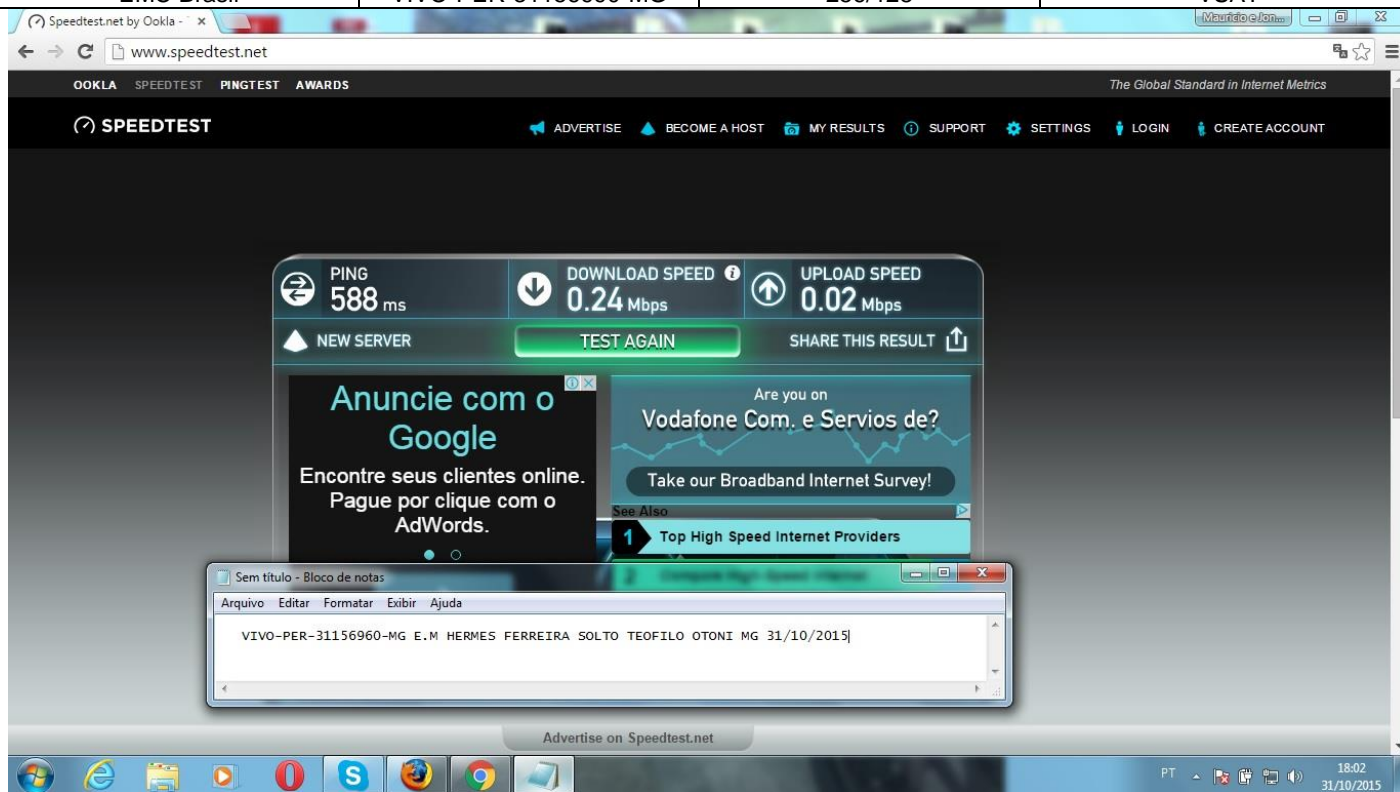 Speedtest.net by Ookla -
www.speedtest.net
OOKLA SPEEDTEST PINGTEST AWARDS
The Global Standard in Internet Metrics
SPEEDTEST
ADVERTISE BECOME A HOST MY RESULTS SUPPORT SETTINGS LOGIN CREATE ACCOUNT
PING
588 ms
DOWNLOAD SPEED
0.24 Mbps
UPLOAD SPEED
0.02 Mbps
NEW SERVER
TEST AGAIN
SHARE THIS RESULT
Anuncie com o
Google
Encontre seus clientes online.
Pague por clique com o
AdWords.
Are you on
Vodafone Com. e Servios de?
Take our Broadband Internet Survey!
See Also
1 Top High Speed Internet Providers
2 Compare High-Speed Internet
Sem título - Bloco de notas
Arquivo Editar Formatar Exibir Ajuda
VIVO-PER-31156960-MG E.M HERMES FERREIRA SOLTO TEOFILO OTONI MG 31/10/2015
Advertise on Speedtest.net
PT
18:02
31/10/2015